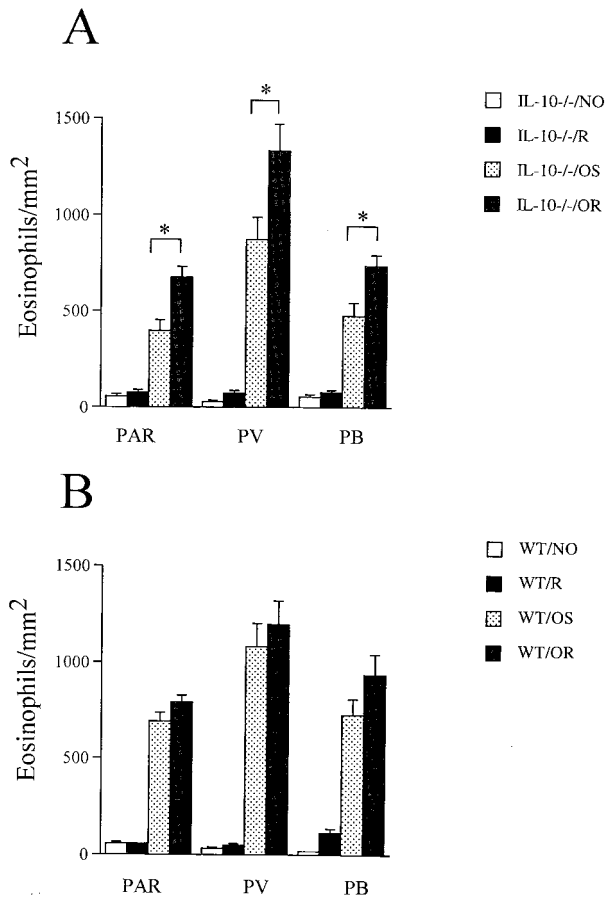 A
Eosinophils/mm²
1500
1000
500
0
*
*
*
PAR
PV
PB
IL-10-/-/NO
IL-10-/-/R
IL-10-/-/OS
IL-10-/-/OR
B
Eosinophils/mm²
1500
1000
500
0
PAR
PV
PB
WT/NO
WT/R
WT/OS
WT/OR